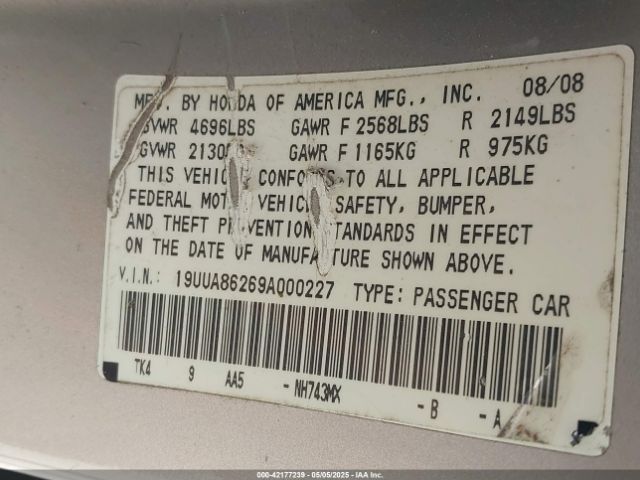 MFD. BY HONDA OF AMERICA MFG., INC. 08/08
GVWR 4696LBS GAWR F 2568LBS R 2149LBS
GVWR 2130 GAWR F 1165KG R 975KG
THIS VEHICLE CONFORMS TO ALL APPLICABLE
FEDERAL MOTOR VEHICLE SAFETY, BUMPER,
AND THEFT PREVENTION STANDARDS IN EFFECT
ON THE DATE OF MANUFACTURE SHOWN ABOVE.
V.I.N.: 19UUA86269A000227 TYPE: PASSENGER CAR
TK4 9 AA5 -NH743MX -B -A
000-42177239 - 05/05/2025 - IAA Inc.